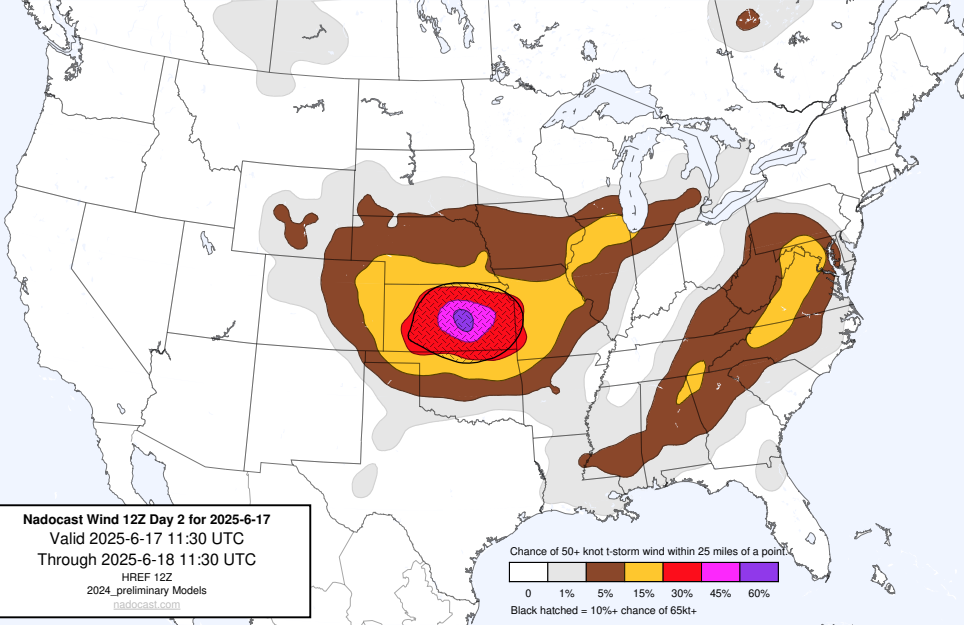 Nadocast Wind 12Z Day 2 for 2025-6-17
Valid 2025-6-17 11:30 UTC
Through 2025-6-18 11:30 UTC
HREF 12Z
2024_preliminary Models
nadocast.com
Chance of 50+ knot t-storm wind within 25 miles of a point.
0 1% 5% 15% 30% 45% 60%
Black hatched = 10%+ chance of 65kt+